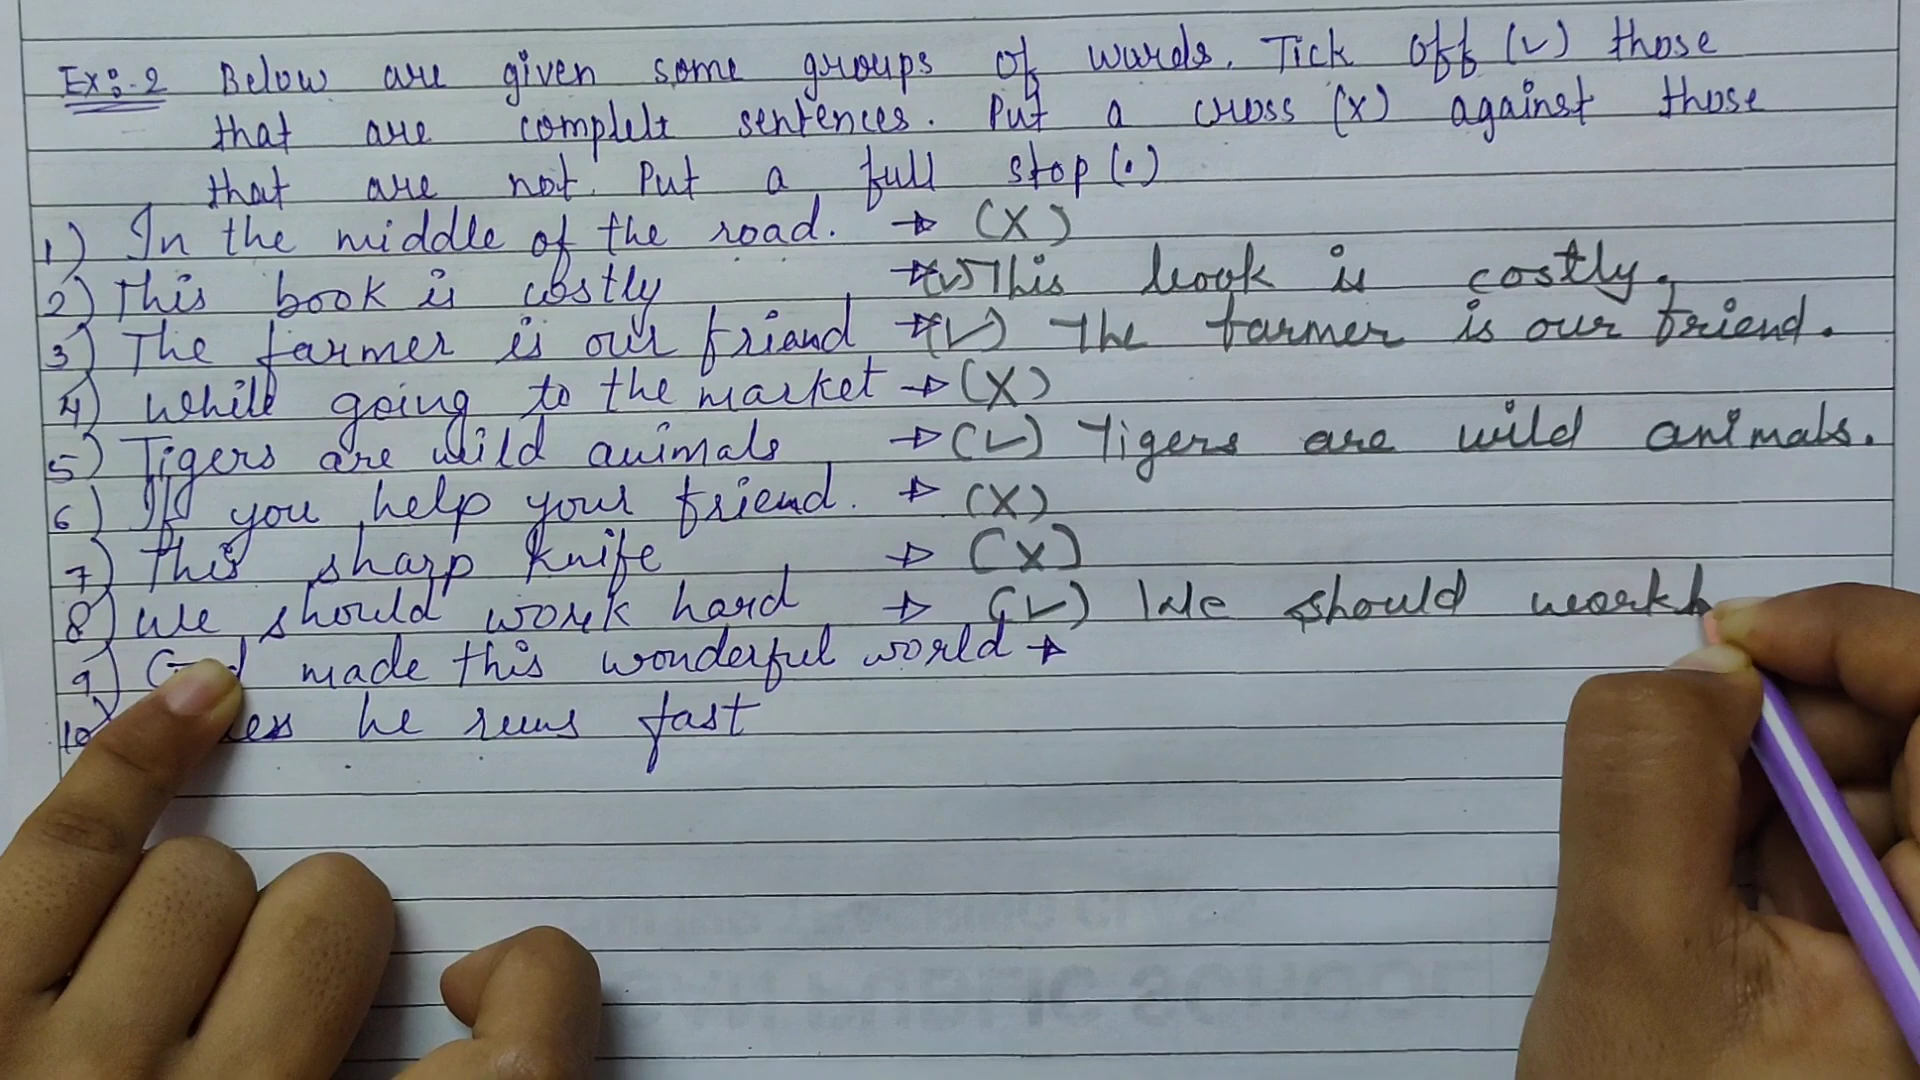 Ex:-2 Below are given some groups of words. Tick off (✓) those
that are complete sentences. Put a cross (X) against those
that are not. Put a full stop (.)
1) In the middle of the road. → (X)
2) This book is costly → (✓) This book is costly.
3) The farmer is our friend → (✓) The farmer is our friend.
4) While going to the market → (X)
5) Tigers are wild animals → (✓) Tigers are wild animals.
6) If you help your friend. → (X)
7) This sharp knife → (X)
8) We should work hard → (✓) We should work h
9) God made this wonderful world →
10) he runs fast